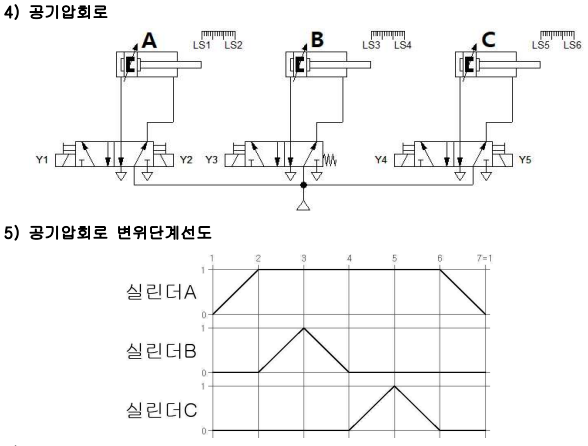 4) 공기압회로
A B C
LS1 LS2 LS3 LS4 LS5 LS6
Y1 Y2 Y3 Y4 Y5
5) 공기압회로 변위단계선도
1 2 3 4 5 6 7=1
1
실린더A
0
1
실린더B
0
1
실린더C
0